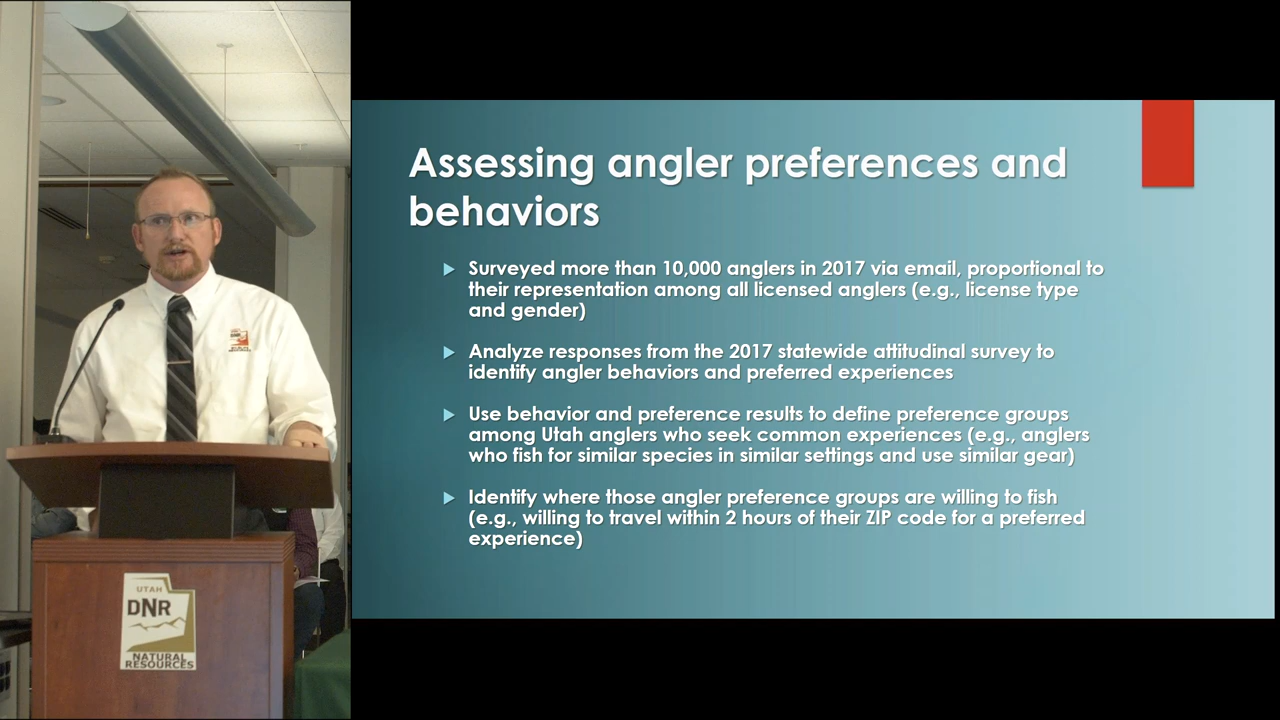 Assessing angler preferences and
behaviors
Surveyed more than 10,000 anglers in 2017 via email, proportional to
their representation among all licensed anglers (e.g., license type
and gender)
Analyze responses from the 2017 statewide attitudinal survey to
identify angler behaviors and preferred experiences
Use behavior and preference results to define preference groups
among Utah anglers who seek common experiences (e.g., anglers
who fish for similar species in similar settings and use similar gear)
Identify where those angler preference groups are willing to fish
(e.g., willing to travel within 2 hours of their ZIP code for a preferred
experience)
UTAH
DNR
NATURAL
RESOURCES